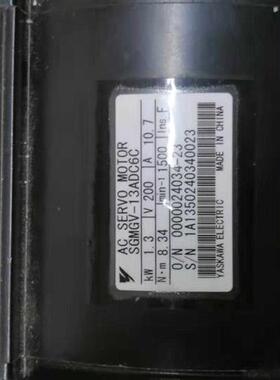 AC SERVO MOTOR
SGMGV-13ADC6C
kW 1.3 V 200 A 10.7
N·m 8.34 min-1 1500 Ins. F
O/N 0000024034-23
S/N 1A1350240340023
YASKAWA ELECTRIC MADE IN CHINA